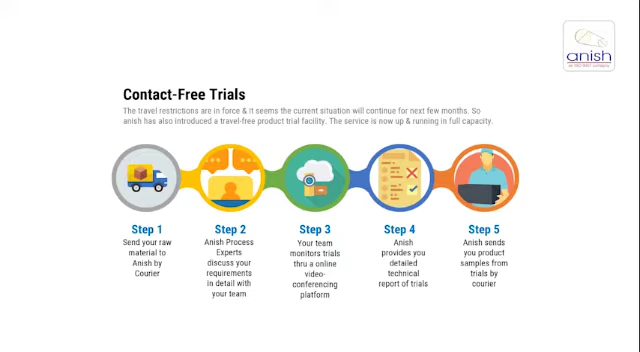 anish
an ISO 9001 company
Contact-Free Trials
The travel restrictions are in force & it seems the current situation will continue for next few months. So
anish has also introduced a travel-free product trial facility. The service is now up & running in full capacity.
Step 1
Send your raw
material to
Anish by
Courier
Step 2
Anish Process
Experts
discuss your
requirements
in detail with
your team
Step 3
Your team
monitors trials
thru a online
video-
conferencing
platform
Step 4
Anish
provides you
detailed
technical
report of trials
Step 5
Anish sends
you product
samples from
trials by
courier